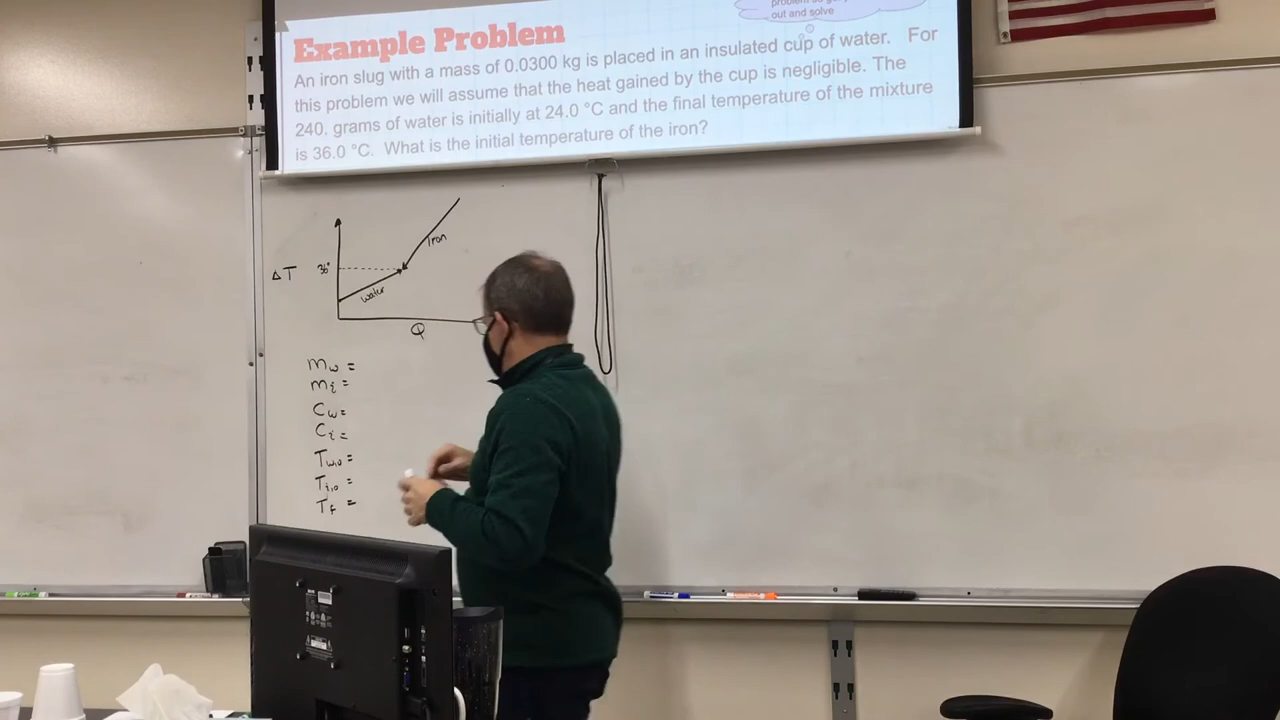 out and solve
Example Problem
An iron slug with a mass of 0.0300 kg is placed in an insulated cup of water. For
this problem we will assume that the heat gained by the cup is negligible. The
240. grams of water is initially at 24.0 °C and the final temperature of the mixture
is 36.0 °C. What is the initial temperature of the iron?
Iron
ΔT
36°
water
Q
mw =
mi =
Cw =
Ci =
Tw,o =
Ti,o =
Tf =